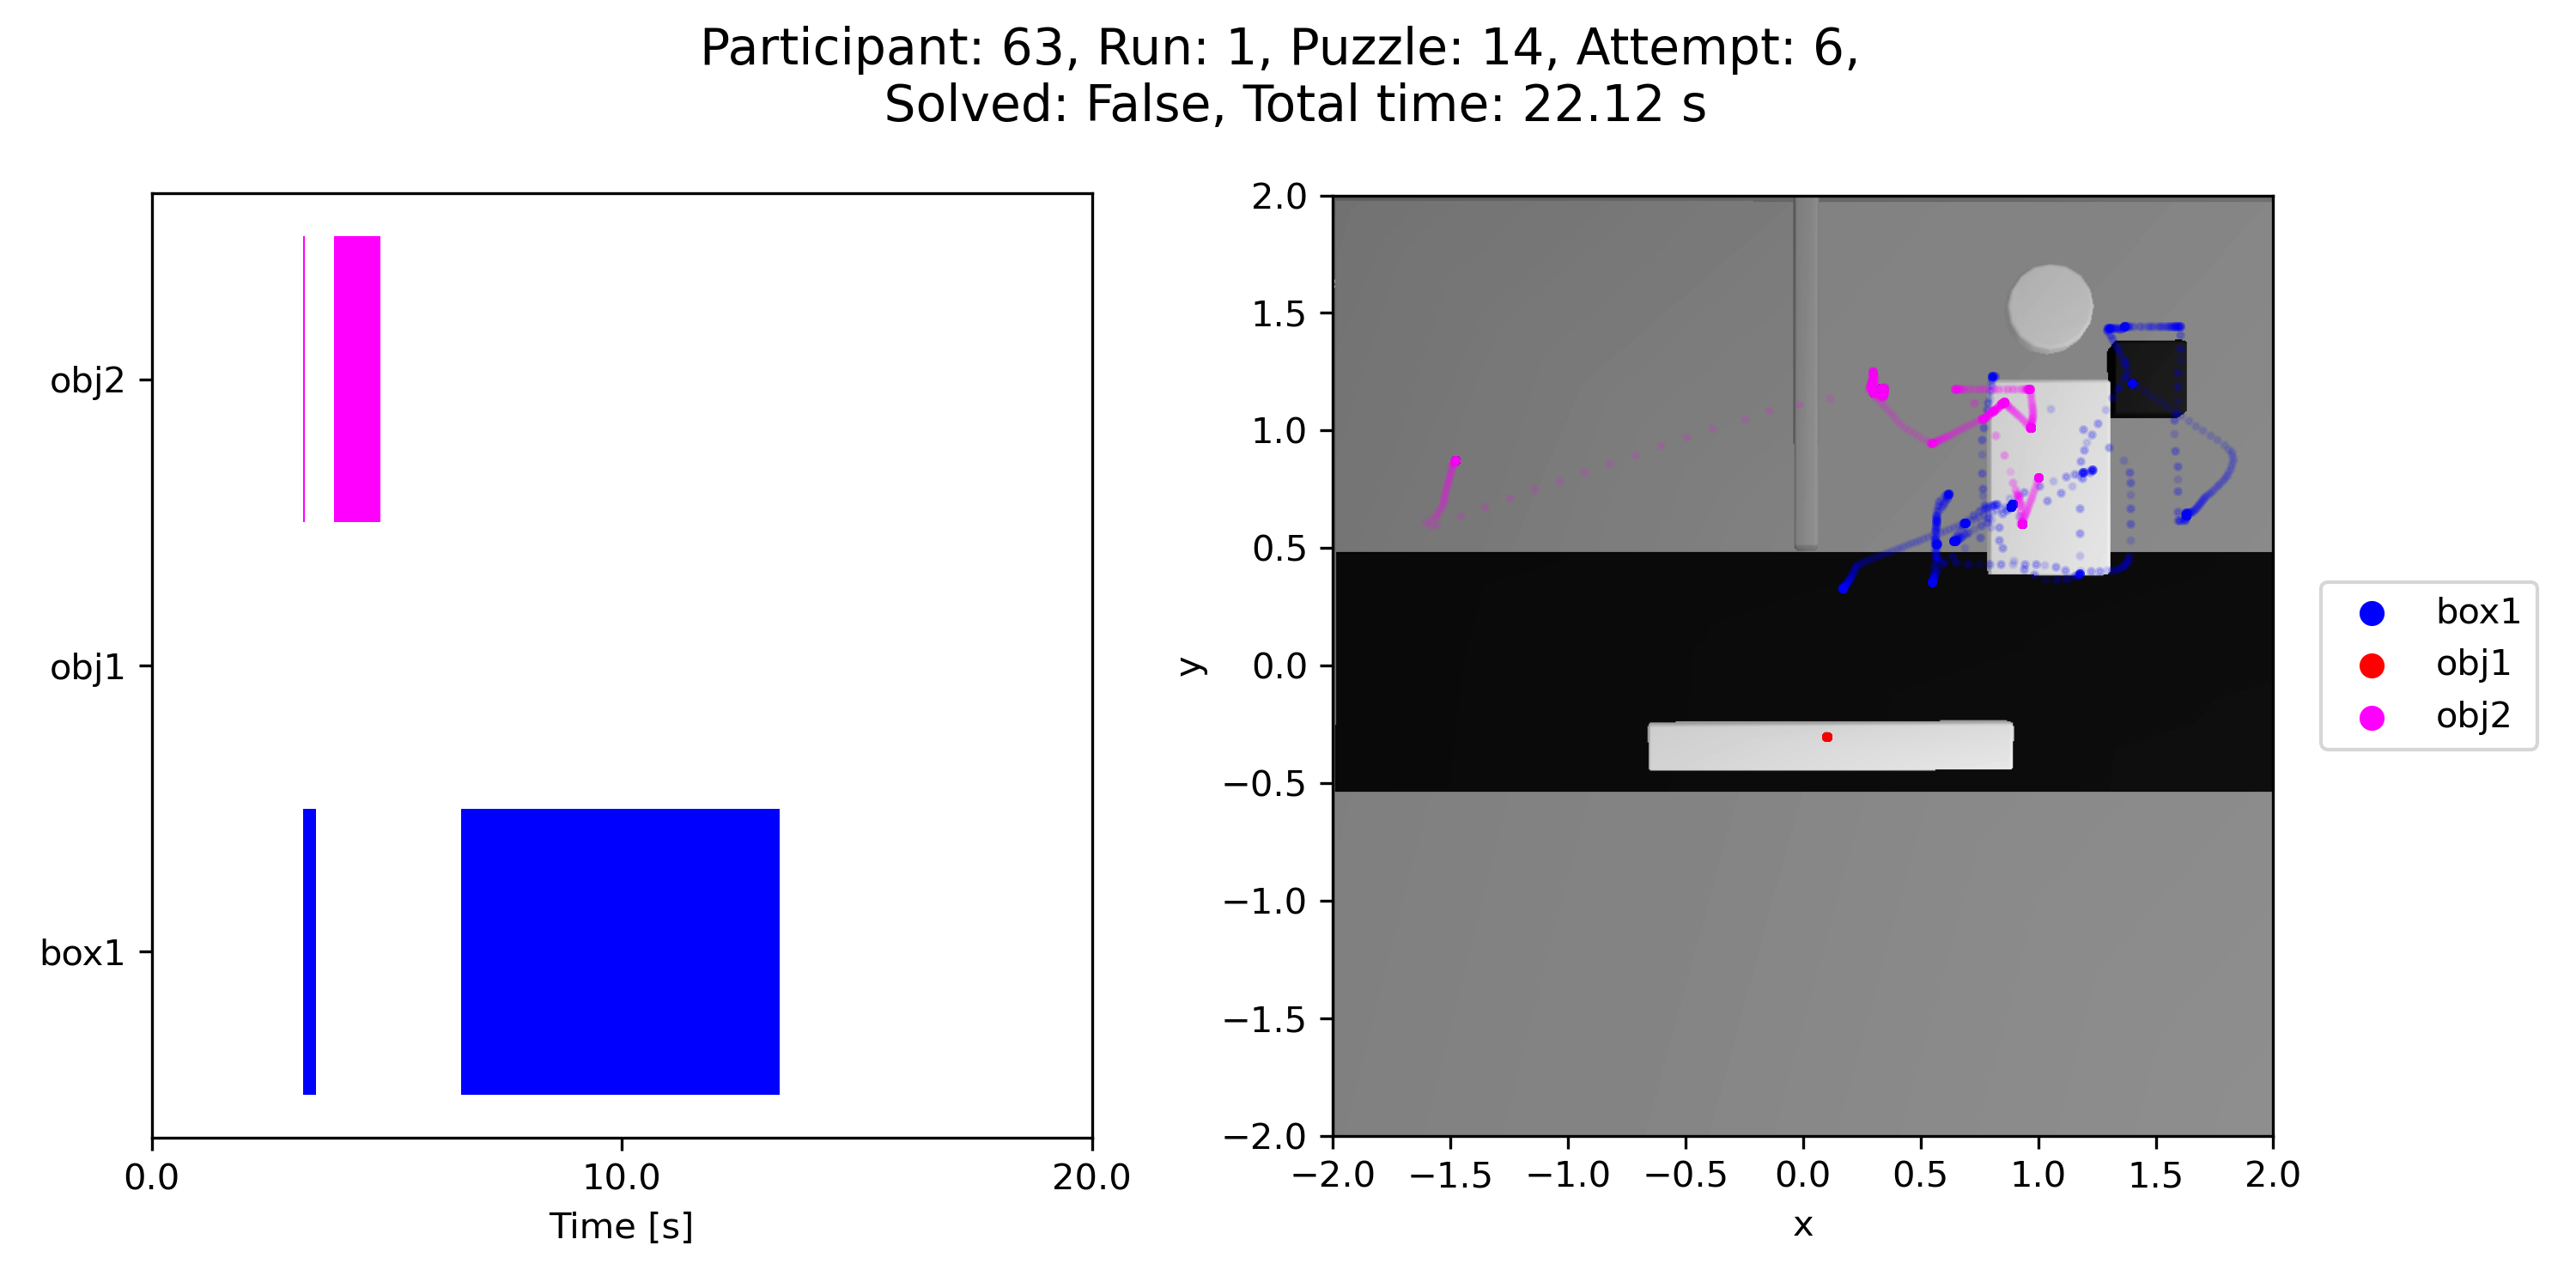 Participant: 63, Run: 1, Puzzle: 14, Attempt: 6,
Solved: False, Total time: 22.12 s
obj2
obj1
box1
0.0 10.0 20.0
Time [s]
2.0
1.5
1.0
0.5
0.0
−0.5
−1.0
−1.5
−2.0
y
−2.0 −1.5 −1.0 −0.5 0.0 0.5 1.0 1.5 2.0
x
box1
obj1
obj2